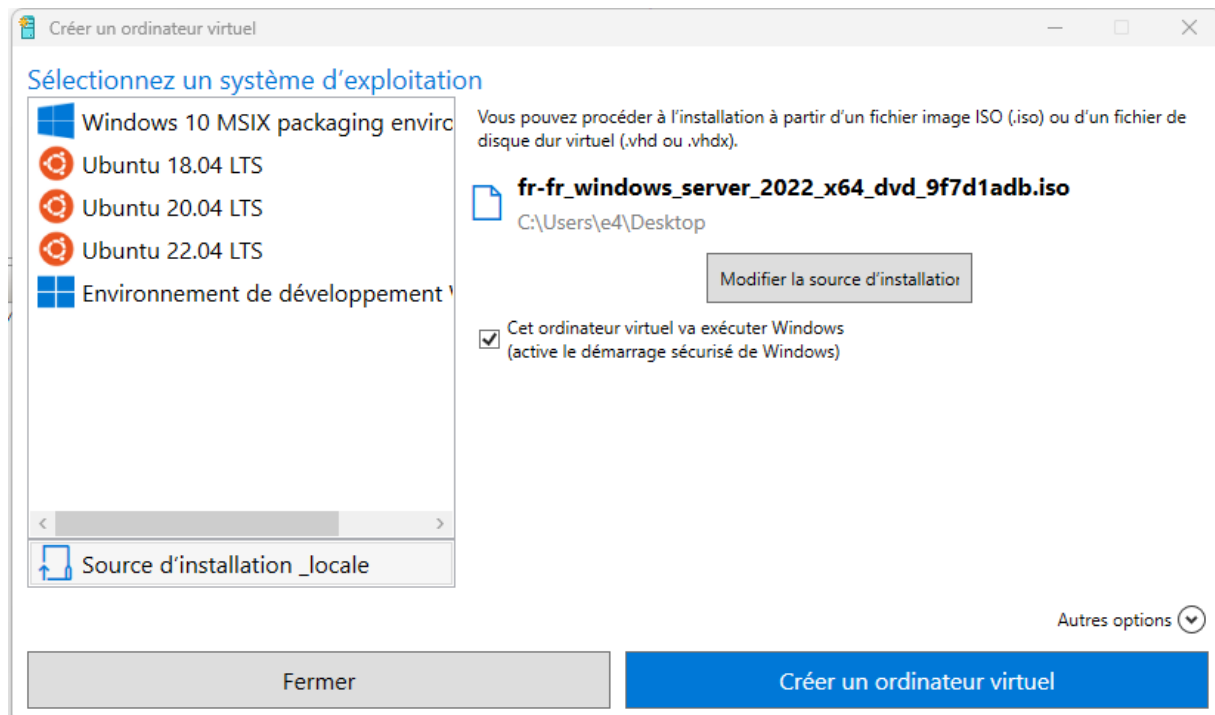 Créer un ordinateur virtuel
Sélectionnez un système d'exploitation
Windows 10 MSIX packaging enviro
Ubuntu 18.04 LTS
Ubuntu 20.04 LTS
Ubuntu 22.04 LTS
Environnement de développement
Source d'installation _locale
Vous pouvez procéder à l'installation à partir d'un fichier image ISO (.iso) ou d'un fichier de
disque dur virtuel (.vhd ou .vhdx).
fr-fr_windows_server_2022_x64_dvd_9f7d1adb.iso
C:\Users\e4\Desktop
Modifier la source d'installation
Cet ordinateur virtuel va exécuter Windows
(active le démarrage sécurisé de Windows)
Autres options
Fermer
Créer un ordinateur virtuel